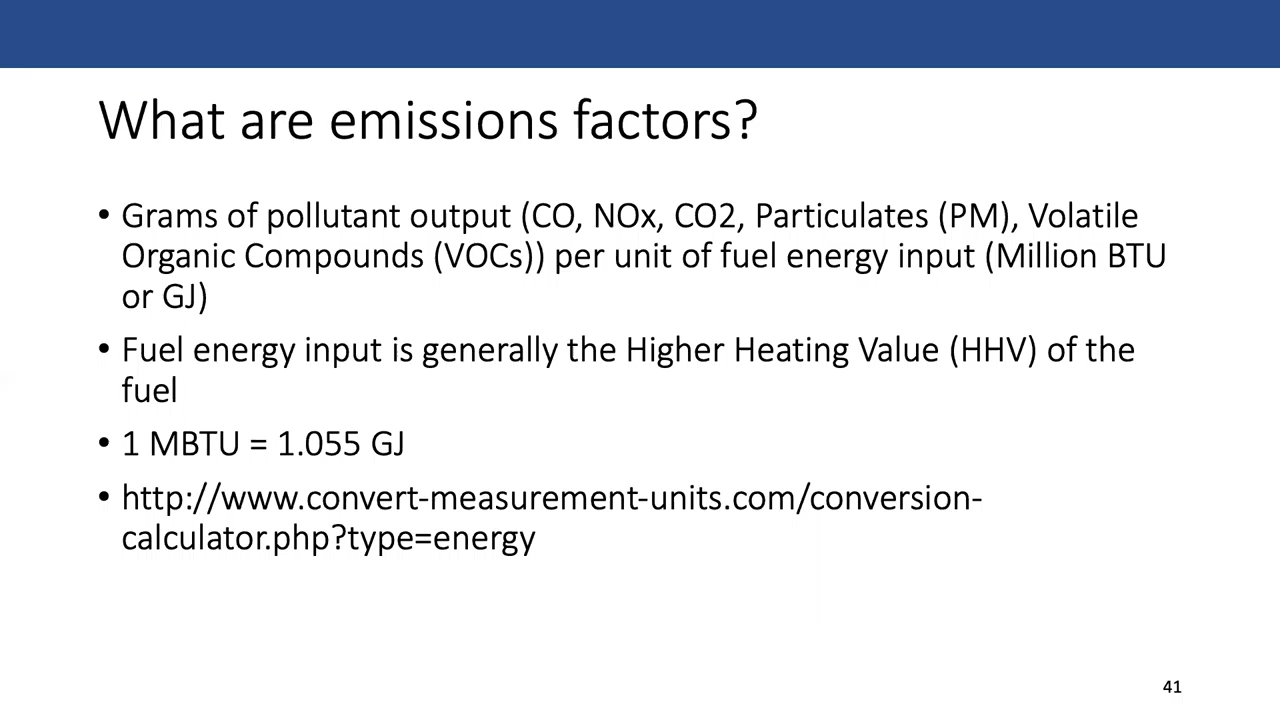 What are emissions factors?
• Grams of pollutant output (CO, NOx, CO2, Particulates (PM), Volatile
Organic Compounds (VOCs)) per unit of fuel energy input (Million BTU
or GJ)
• Fuel energy input is generally the Higher Heating Value (HHV) of the
fuel
• 1 MBTU = 1.055 GJ
• http://www.convert-measurement-units.com/conversion-
calculator.php?type=energy
41